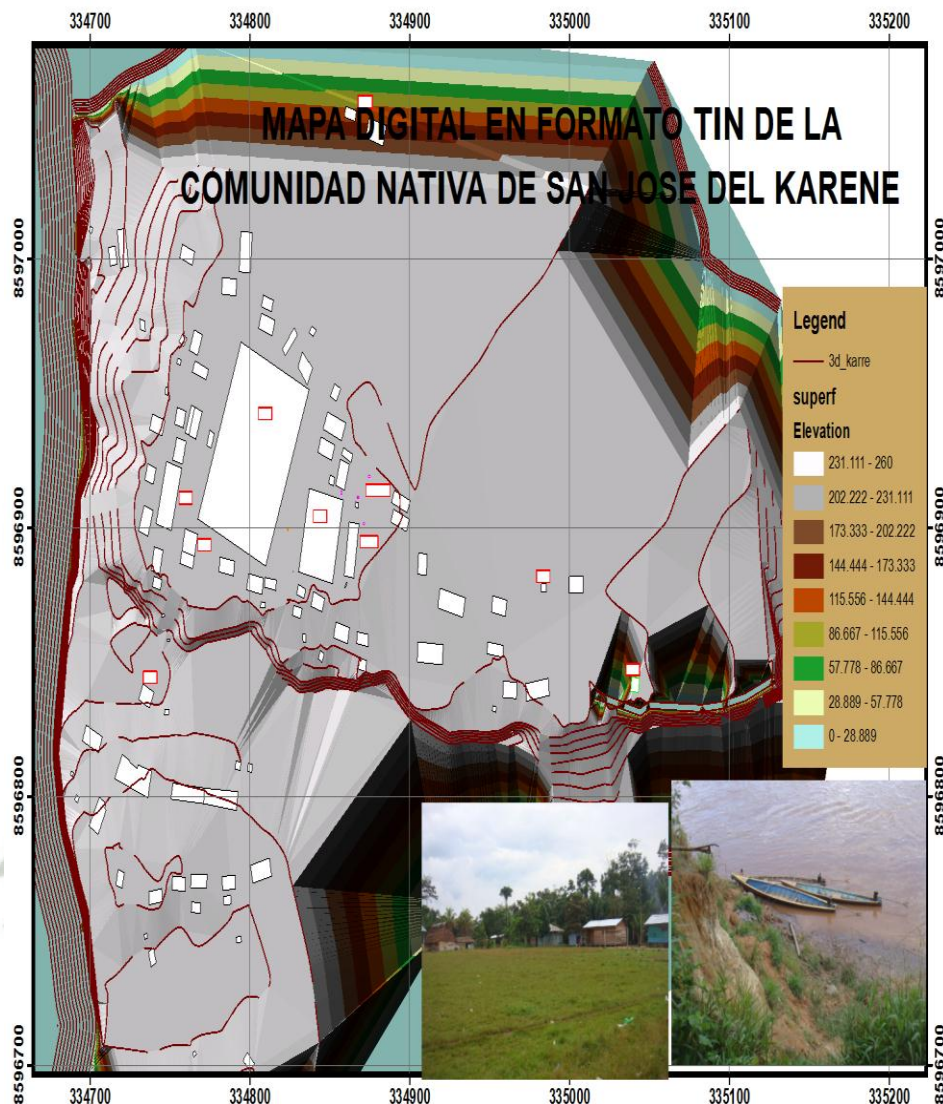 334700 334800 334900 335000 335100 335200
MAPA DIGITAL EN FORMATO TIN DE LA
COMUNIDAD NATIVA DE SAN JOSE DEL KARENE
8597000 8597000
Legend
3d_karre
superf
Elevation
231.111 - 260
202.222 - 231.111
173.333 - 202.222
144.444 - 173.333
115.556 - 144.444
86.667 - 115.556
57.778 - 86.667
28.889 - 57.778
0 - 28.889
8596900 8596900
8596800 8596800
8596700 8596700
334700 334800 334900 335000 335100 335200